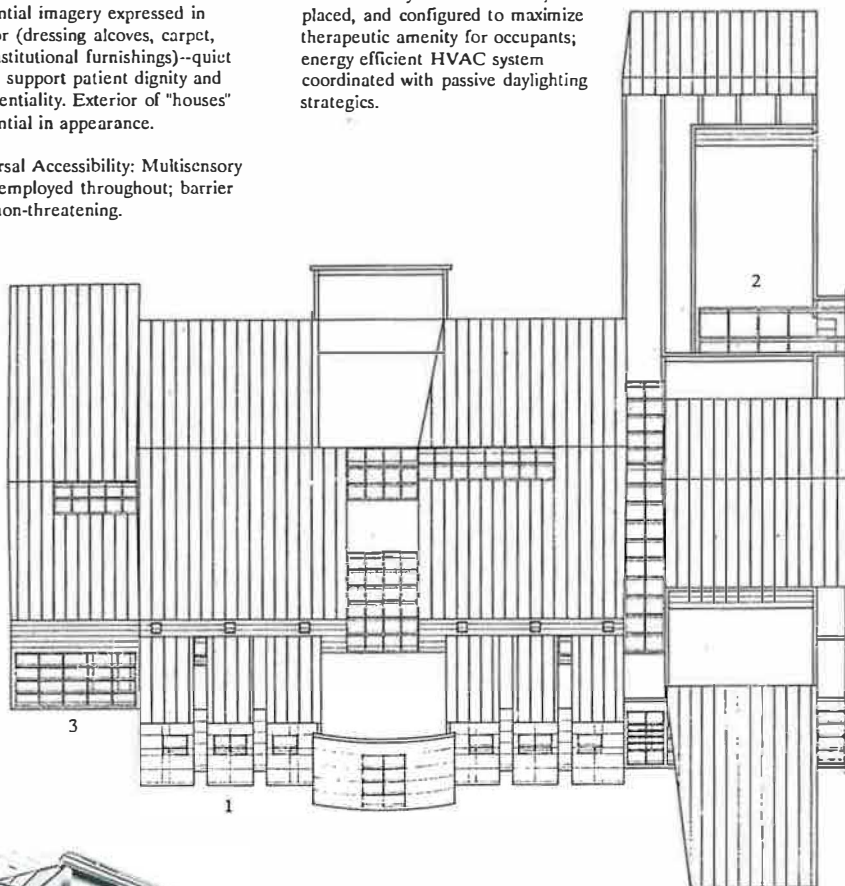 ntial imagery expressed in
or (dressing alcoves, carpet,
stitutional furnishings)--quiet
support patient dignity and
entiality. Exterior of "houses"
ntial in appearance.
rsal Accessibility: Multisensory
employed throughout; barrier
non-threatening.
placed, and configured to maximize
therapeutic amenity for occupants;
energy efficient HVAC system
coordinated with passive daylighting
strategics.
2
3
1